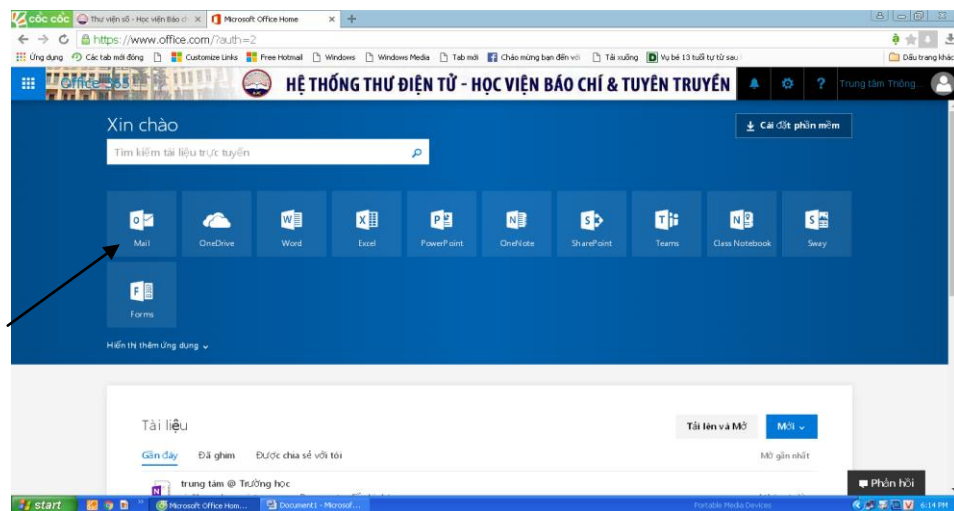 cốc cốc Thư viện số - Học viện Báo ch Microsoft Office Home
https://www.office.com/?auth=2
Ứng dụng Các tab mới đóng Customize Links Free Hotmail Windows Windows Media Tab mới Chào mừng bạn đến với Tải xuống Vụ bé 13 tuổi tự tử sau Dấu trang khác
Office 365 HỆ THỐNG THƯ ĐIỆN TỬ - HỌC VIỆN BÁO CHÍ & TUYÊN TRUYỀN ? Trung tâm Thông...
Xin chào
Cài đặt phần mềm
Tìm kiếm tài liệu trực tuyến
Mail OneDrive Word Excel PowerPoint OneNote SharePoint Teams Class Notebook Sway
Forms
Hiển thị thêm ứng dụng
Tài liệu
Tải lên và Mở Mới
Gần đây Đã ghim Được chia sẻ với tôi Mở gần nhất
trung tâm @ Trường học
Phản hồi
start Microsoft Office Hom... Document1 - Microsof... Portable Media Devices 6:14 PM